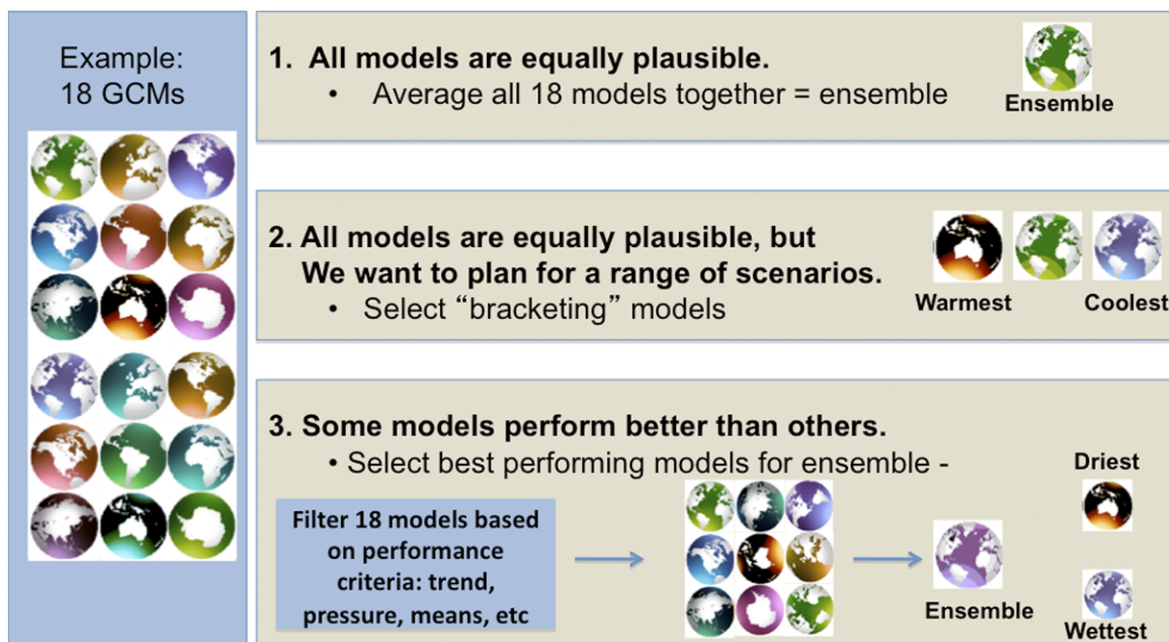 Example:
18 GCMs
1. All models are equally plausible.
• Average all 18 models together = ensemble
Ensemble
2. All models are equally plausible, but
We want to plan for a range of scenarios.
• Select “bracketing” models
Warmest
Coolest
3. Some models perform better than others.
• Select best performing models for ensemble -
Filter 18 models based
on performance
criteria: trend,
pressure, means, etc
Ensemble
Driest
Wettest